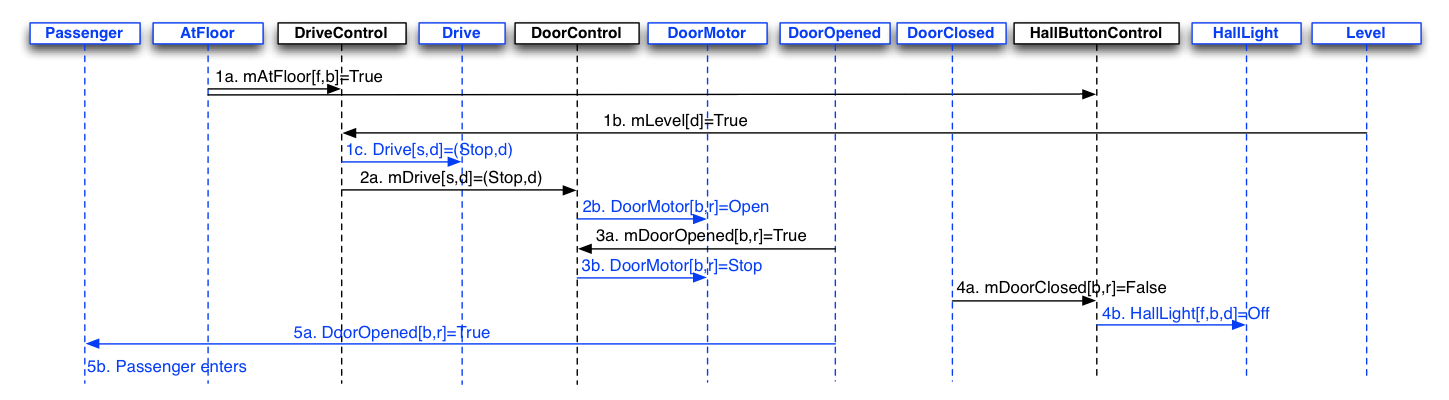 Passenger AtFloor DriveControl Drive DoorControl DoorMotor DoorOpened DoorClosed HallButtonControl HallLight Level
1a. mAtFloor[f,b]=True
1b. mLevel[d]=True
1c. Drive[s,d]=(Stop,d)
2a. mDrive[s,d]=(Stop,d)
2b. DoorMotor[b,r]=Open
3a. mDoorOpened[b,r]=True
3b. DoorMotor[b,r]=Stop
4a. mDoorClosed[b,r]=False
4b. HallLight[f,b,d]=Off
5a. DoorOpened[b,r]=True
5b. Passenger enters